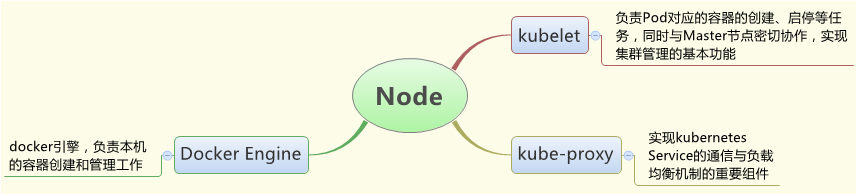 Node
kubelet
负责Pod对应的容器的创建、启停等任
务，同时与Master节点密切协作，实现
集群管理的基本功能
kube-proxy
实现kubernetes
Service的通信与负载
均衡机制的重要组件
Docker Engine
docker引擎，负责本机
的容器创建和管理工作